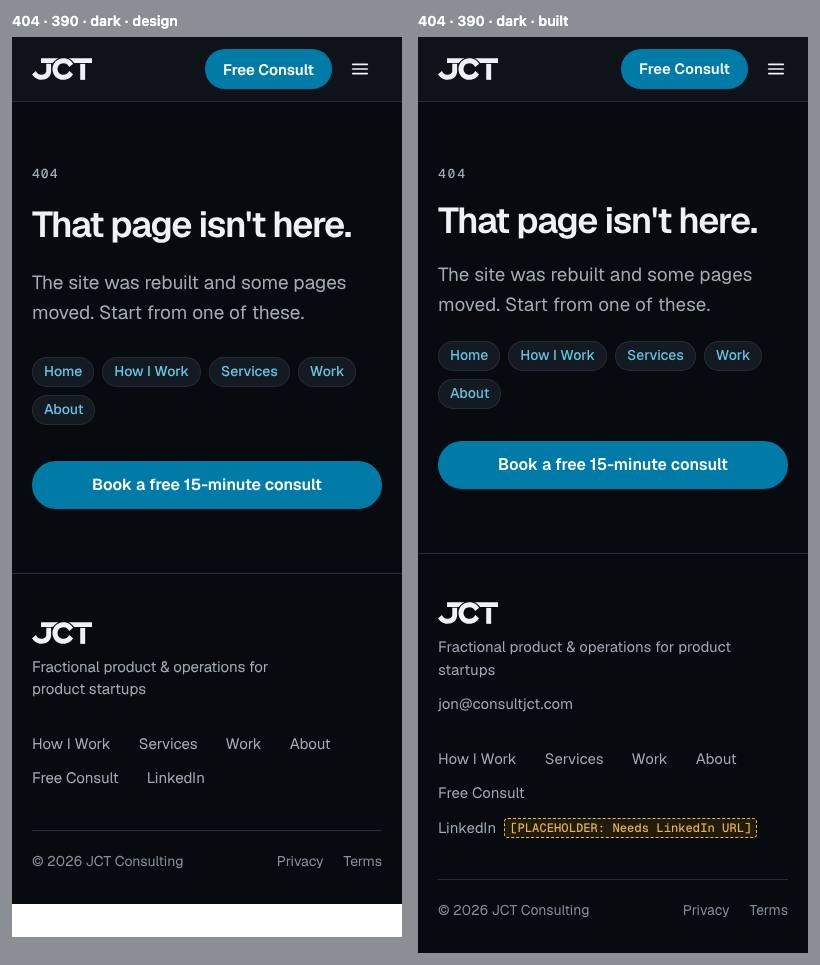 404 · 390 · dark · design
JCT
Free Consult
404
That page isn't here.
The site was rebuilt and some pages
moved. Start from one of these.
Home
How I Work
Services
Work
About
Book a free 15-minute consult
JCT
Fractional product & operations for
product startups
How I Work
Services
Work
About
Free Consult
LinkedIn
© 2026 JCT Consulting
Privacy
Terms
404 · 390 · dark · built
JCT
Free Consult
404
That page isn't here.
The site was rebuilt and some pages
moved. Start from one of these.
Home
How I Work
Services
Work
About
Book a free 15-minute consult
JCT
Fractional product & operations for product
startups
jon@consultjct.com
How I Work
Services
Work
About
Free Consult
LinkedIn [PLACEHOLDER: Needs LinkedIn URL]
© 2026 JCT Consulting
Privacy
Terms